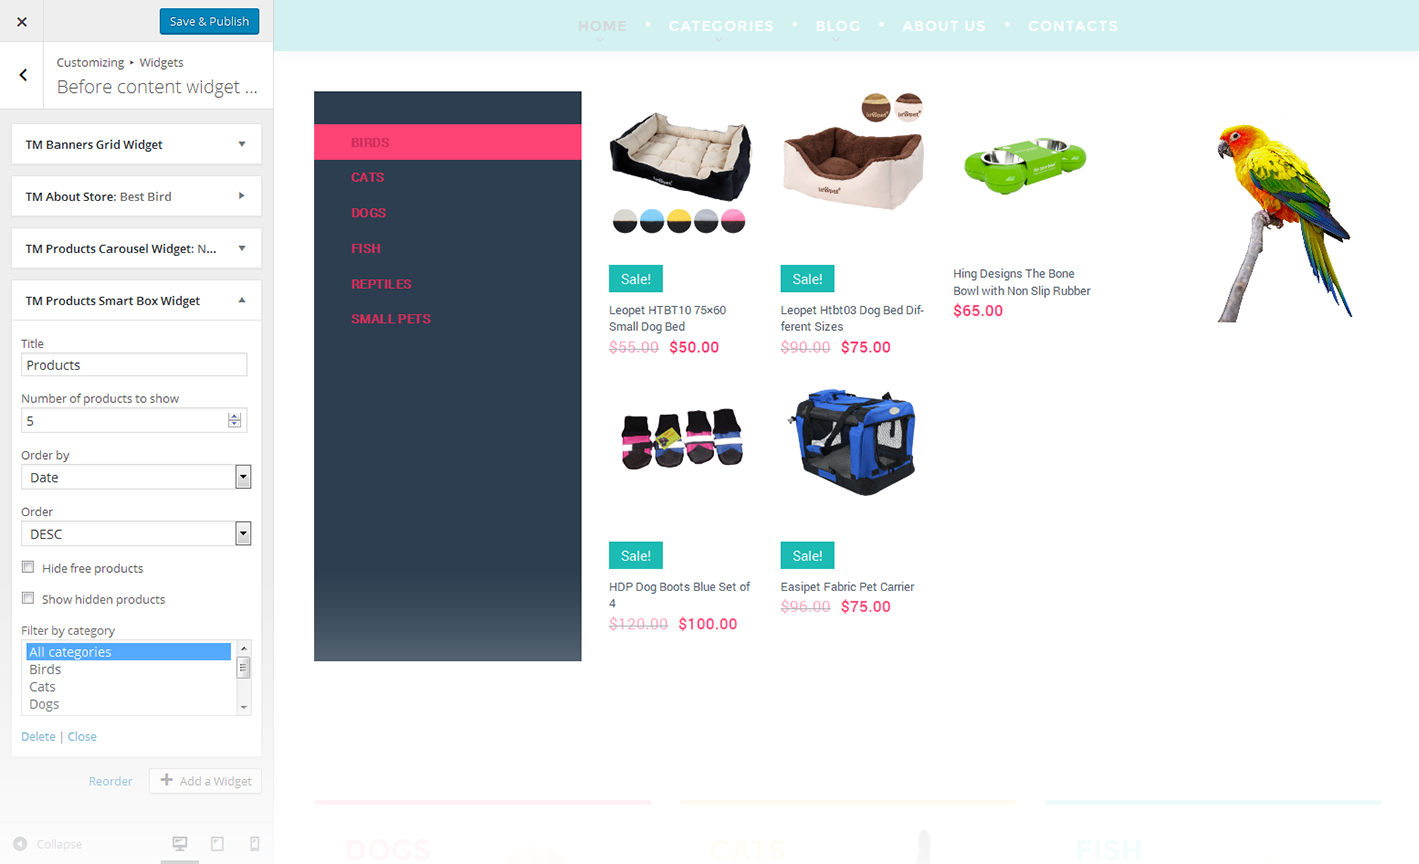 Save & Publish
Customizing ▸ Widgets
Before content widget ...
TM Banners Grid Widget
TM About Store: Best Bird
TM Products Carousel Widget: N...
TM Products Smart Box Widget
Title
Products
Number of products to show
5
Order by
Date
Order
DESC
Hide free products
Show hidden products
Filter by category
All categories
Birds
Cats
Dogs
Delete | Close
Reorder
Add a Widget
Collapse
HOME • CATEGORIES • BLOG • ABOUT US • CONTACTS
BIRDS
CATS
DOGS
FISH
REPTILES
SMALL PETS
Sale!
Leopet HTBT10 75×60
Small Dog Bed
$55.00 $50.00
Sale!
Leopet Htbt03 Dog Bed Dif-
ferent Sizes
$90.00 $75.00
Hing Designs The Bone
Bowl with Non Slip Rubber
$65.00
Sale!
HDP Dog Boots Blue Set of
4
$120.00 $100.00
Sale!
Easipet Fabric Pet Carrier
$96.00 $75.00
DOGS
CATS
FISH